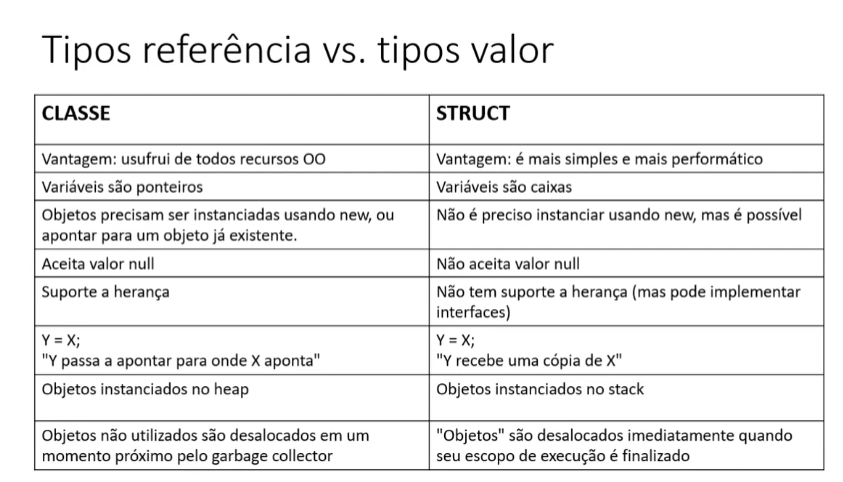 Tipos referência vs. tipos valor
CLASSE
STRUCT
Vantagem: usufrui de todos recursos OO
Vantagem: é mais simples e mais performático
Variáveis são ponteiros
Variáveis são caixas
Objetos precisam ser instanciadas usando new, ou
apontar para um objeto já existente.
Não é preciso instanciar usando new, mas é possível
Aceita valor null
Não aceita valor null
Suporte a herança
Não tem suporte a herança (mas pode implementar
interfaces)
Y = X;
"Y passa a apontar para onde X aponta"
Y = X;
"Y recebe uma cópia de X"
Objetos instanciados no heap
Objetos instanciados no stack
Objetos não utilizados são desalocados em um
momento próximo pelo garbage collector
"Objetos" são desalocados imediatamente quando
seu escopo de execução é finalizado